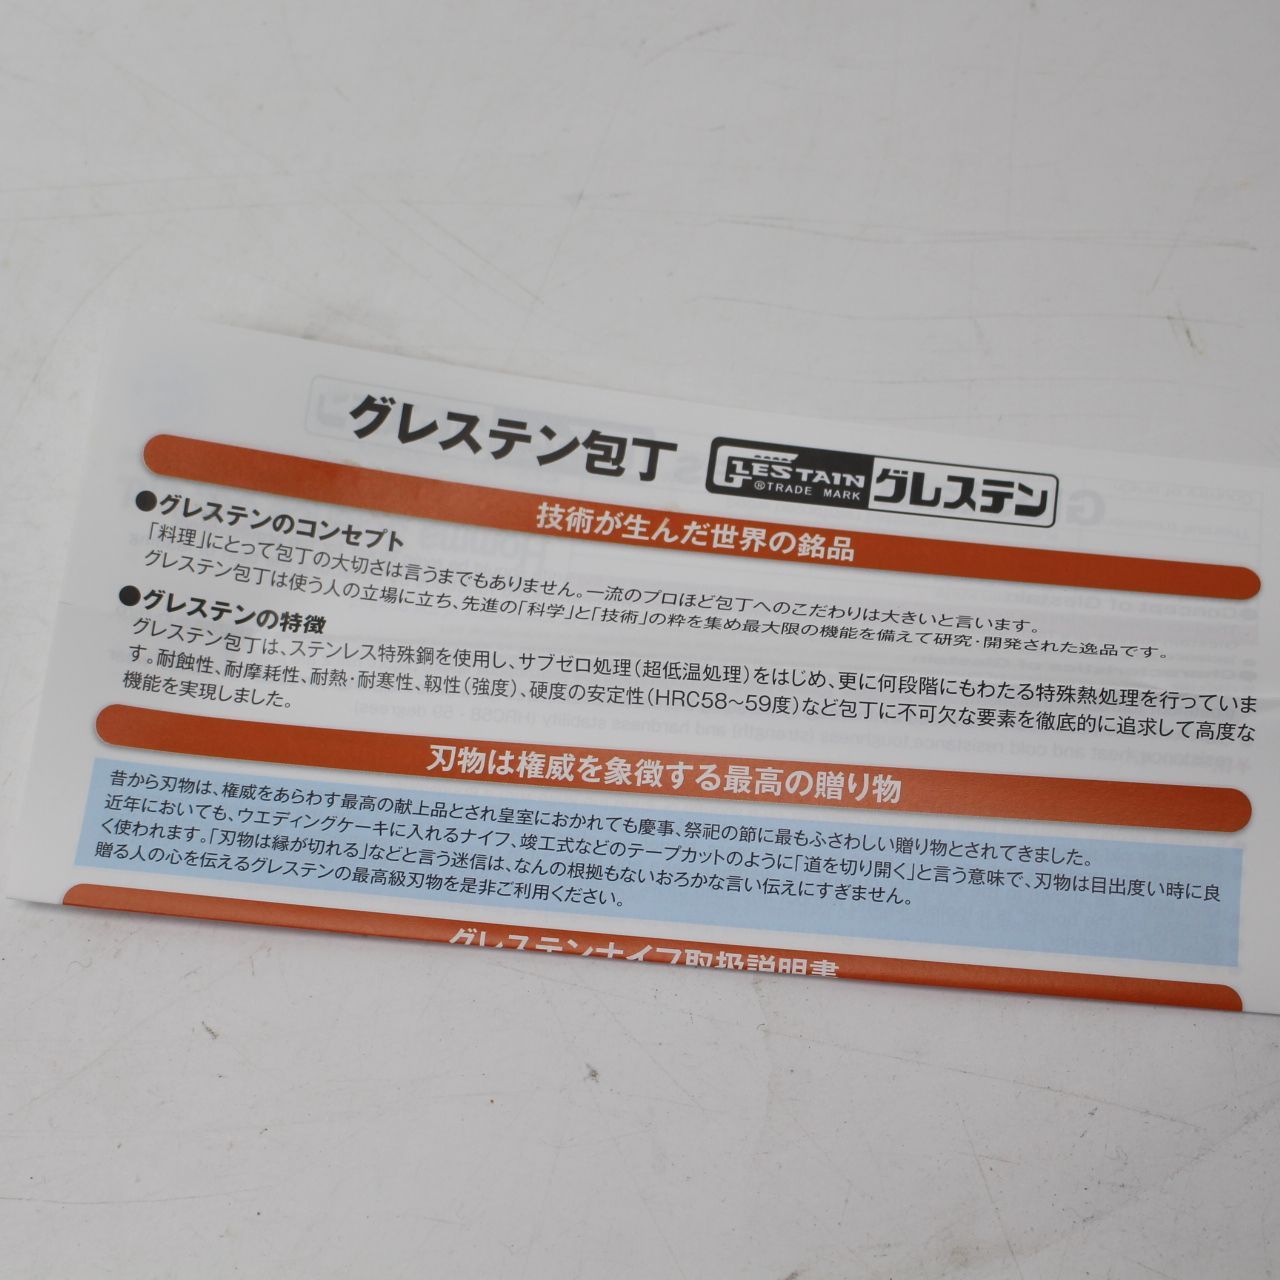 グレステン包丁 GLESTAIN ®TRADE MARK グレステン
技術が生んだ世界の銘品
●グレステンのコンセプト
「料理」にとって包丁の大切さは言うまでもありません。一流のプロほど包丁へのこだわりは大きいと言います。
グレステン包丁は使う人の立場に立ち、先進の「科学」と「技術」の粋を集め最大限の機能を備えて研究・開発された逸品です。
●グレステンの特徴
グレステン包丁は、ステンレス特殊鋼を使用し、サブゼロ処理(超低温処理)をはじめ、更に何段階にもわたる特殊熱処理を行っていま
す。耐蝕性、耐摩耗性、耐熱・耐寒性、靱性(強度)、硬度の安定性(HRC58〜59度)など包丁に不可欠な要素を徹底的に追求して高度な
機能を実現しました。
刃物は権威を象徴する最高の贈り物
昔から刃物は、権威をあらわす最高の献上品とされ皇室におかれても慶事、祭祀の節に最もふさわしい贈り物とされてきました。
近年においても、ウエディングケーキに入れるナイフ、竣工式などのテープカットのように「道を切り開く」と言う意味で、刃物は目出度い時に良
く使われます。「刃物は縁が切れる」などと言う迷信は、なんの根拠もないおろかな言い伝えにすぎません。
贈る人の心を伝えるグレステンの最高級刃物を是非ご利用ください。
グレステンナイフ取扱説明書